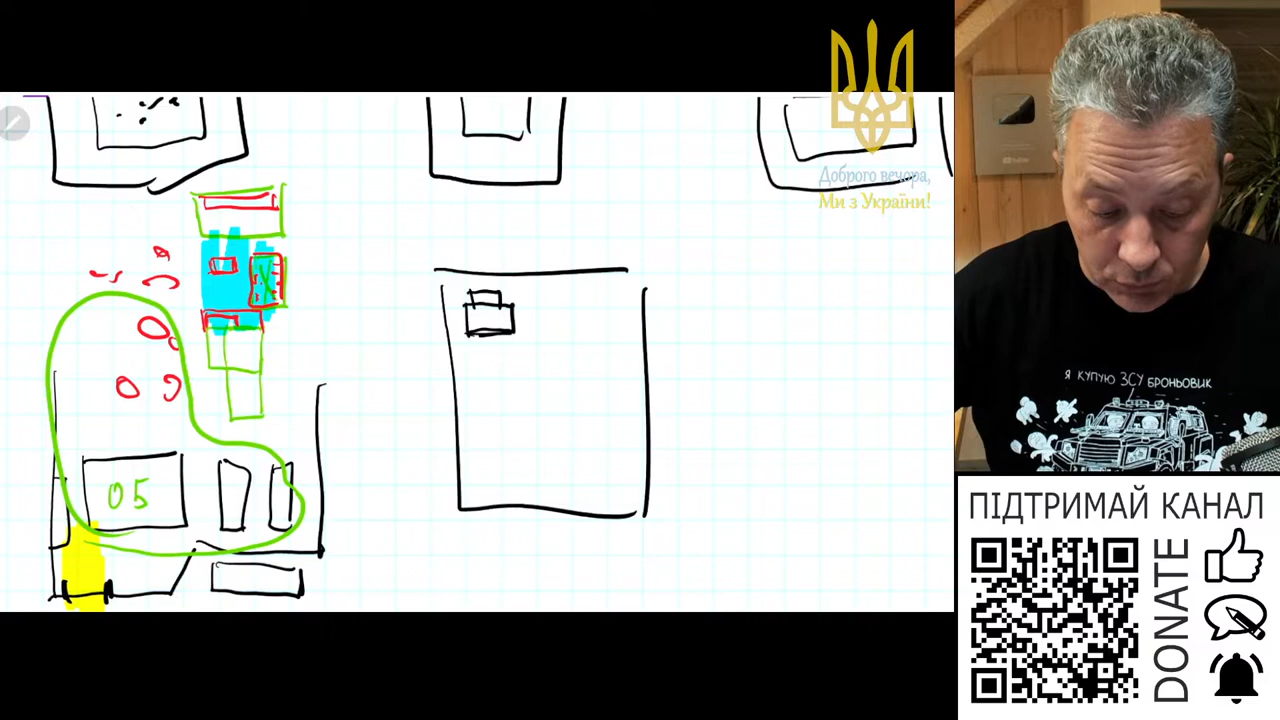 Доброго вечора,
Ми з України!
05
Я КУПУЮ ЗСУ БРОНЬОВИК
ПІДТРИМАЙ КАНАЛ
DONATE